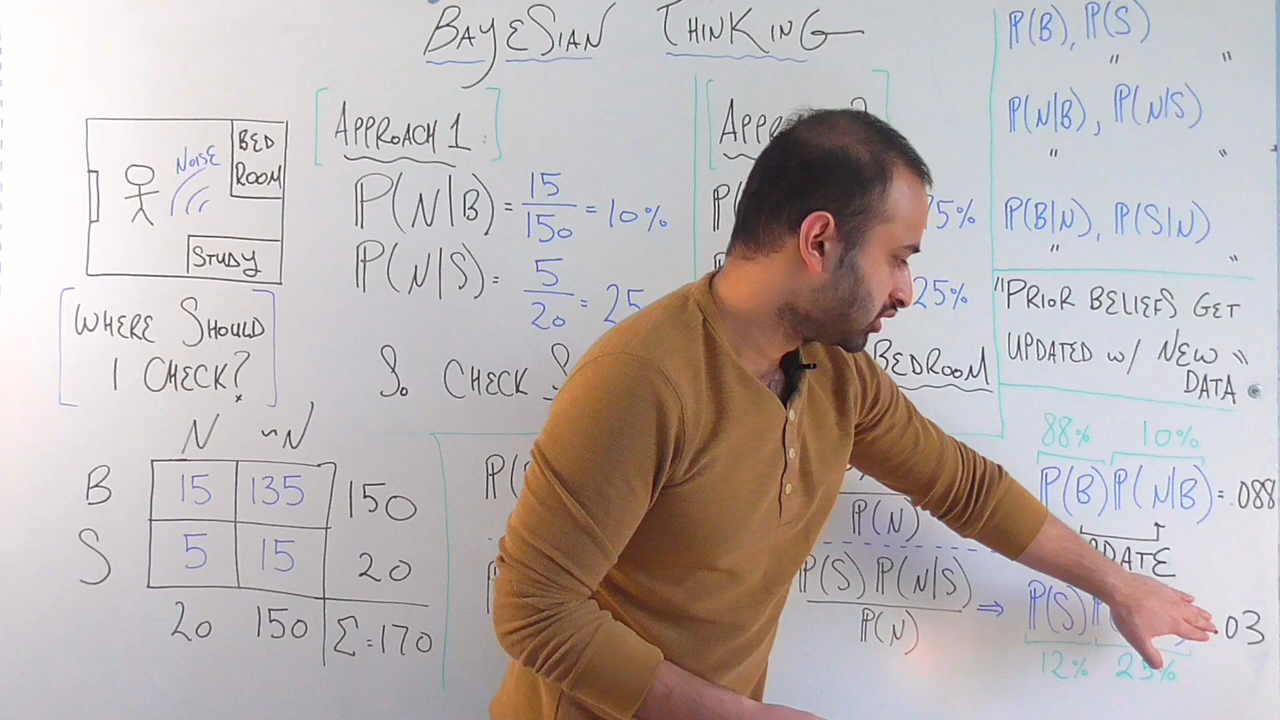 BAYESIAN THINKING
NOISE
BED
ROOM
STUDY
WHERE SHOULD
I CHECK?
N ~N
B 15 135 150
S 5 15 20
20 150 Σ=170
APPROACH 1:
P(N|B) = 15/150 = 10%
P(N|S) = 5/20 = 25
So CHECK
75%
25%
BEDROOM
P(N)
P(S) P(N|S)
P(N)
⇒
P(B), P(S)
" "
P(N|B), P(N|S)
" "
P(B|N), P(S|N)
" "
"PRIOR BELIEFS GET
UPDATED w/ NEW "
DATA.
88% 10%
P(B) P(N|B) = .088
P(S)
.03
12% 25%